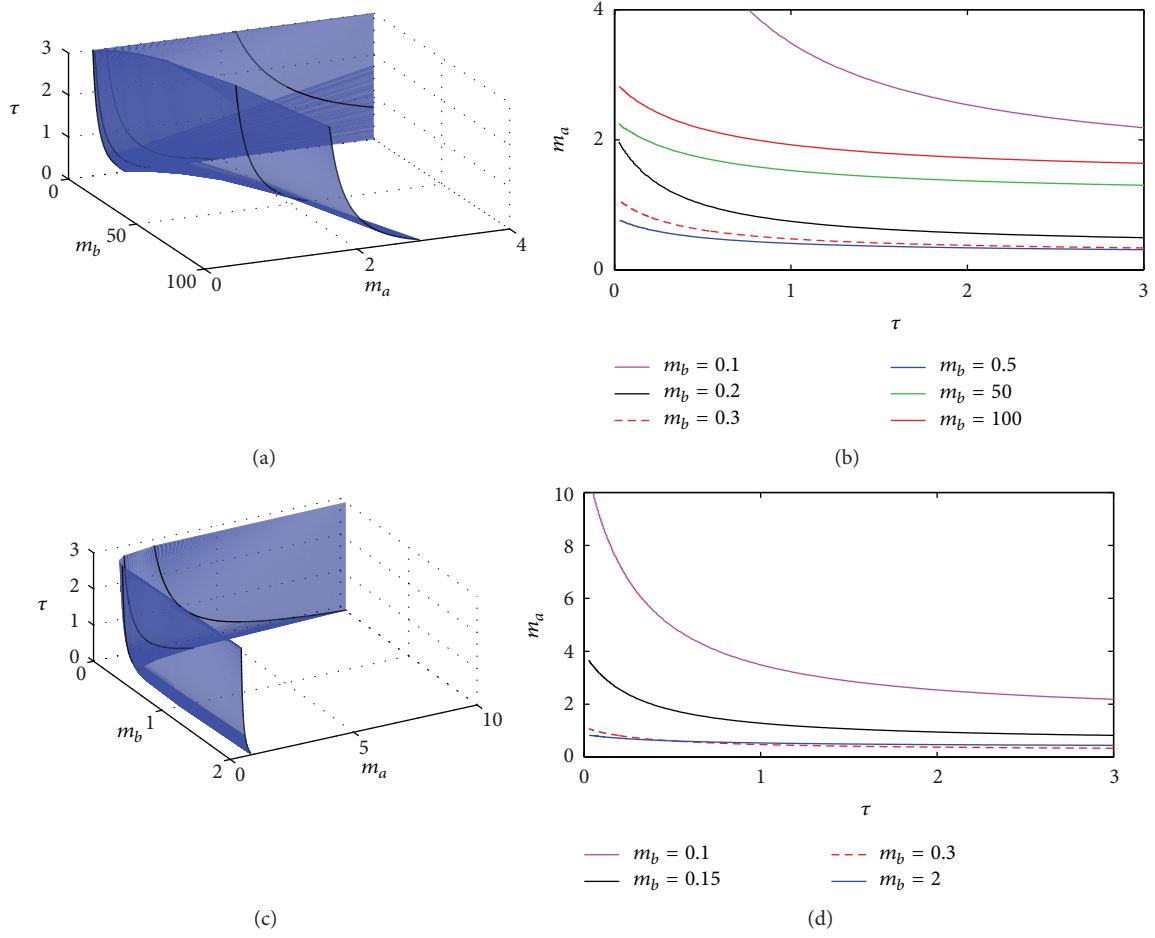 3
2
1
0
τ
0
50
100
m_b
0
2
4
m_a
4
2
0
m_a
0
1
2
3
τ
m_b = 0.1
m_b = 0.2
m_b = 0.3
m_b = 0.5
m_b = 50
m_b = 100
(a)
(b)
3
2
1
0
τ
0
1
2
m_b
0
5
10
m_a
10
8
6
4
2
0
m_a
0
1
2
3
τ
m_b = 0.1
m_b = 0.15
m_b = 0.3
m_b = 2
(c)
(d)